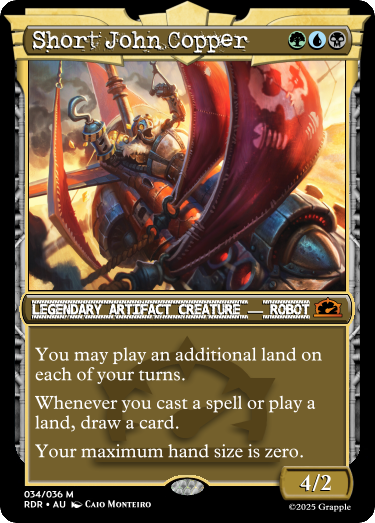 Short John Copper
Legendary Artifact Creature — Robot
You may play an additional land on
each of your turns.
Whenever you cast a spell or play a
land, draw a card.
Your maximum hand size is zero.
4/2
034/036 M
RDR • AU Caio Monteiro
©2025 Grapple